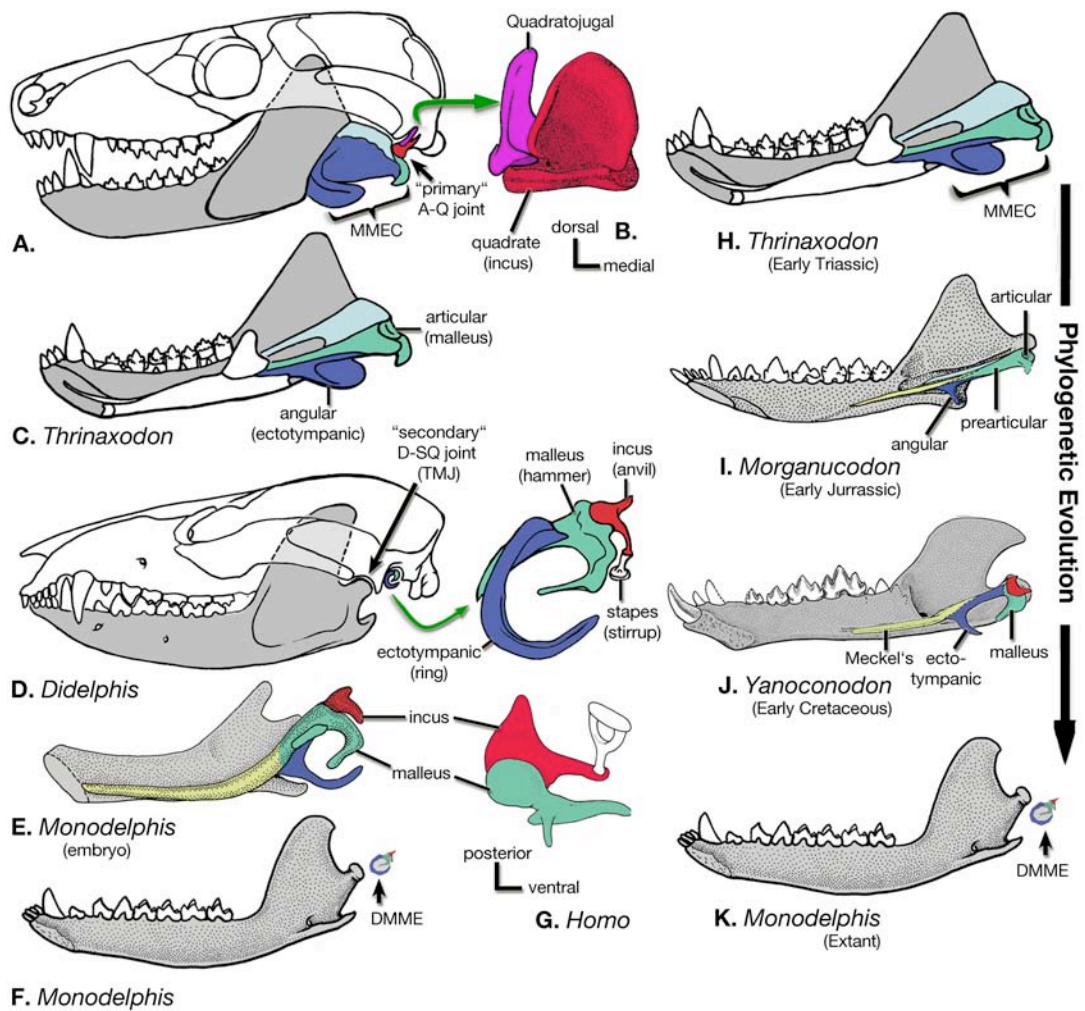 Quadratojugal
"primary"
A-Q joint
MMEC
A.
B.
quadrate
(incus)
dorsal
medial
articular
(malleus)
angular
(ectotympanic)
C. Thrinaxodon
"secondary"
D-SQ joint
(TMJ)
malleus
(hammer)
incus
(anvil)
stapes
(stirrup)
ectotympanic
(ring)
D. Didelphis
incus
malleus
E. Monodelphis
(embryo)
posterior
ventral
G. Homo
DMME
F. Monodelphis
MMEC
H. Thrinaxodon
(Early Triassic)
articular
prearticular
angular
I. Morganucodon
(Early Jurrassic)
Meckel's
ecto-
tympanic
malleus
J. Yanoconodon
(Early Cretaceous)
DMME
K. Monodelphis
(Extant)
Phylogenetic Evolution